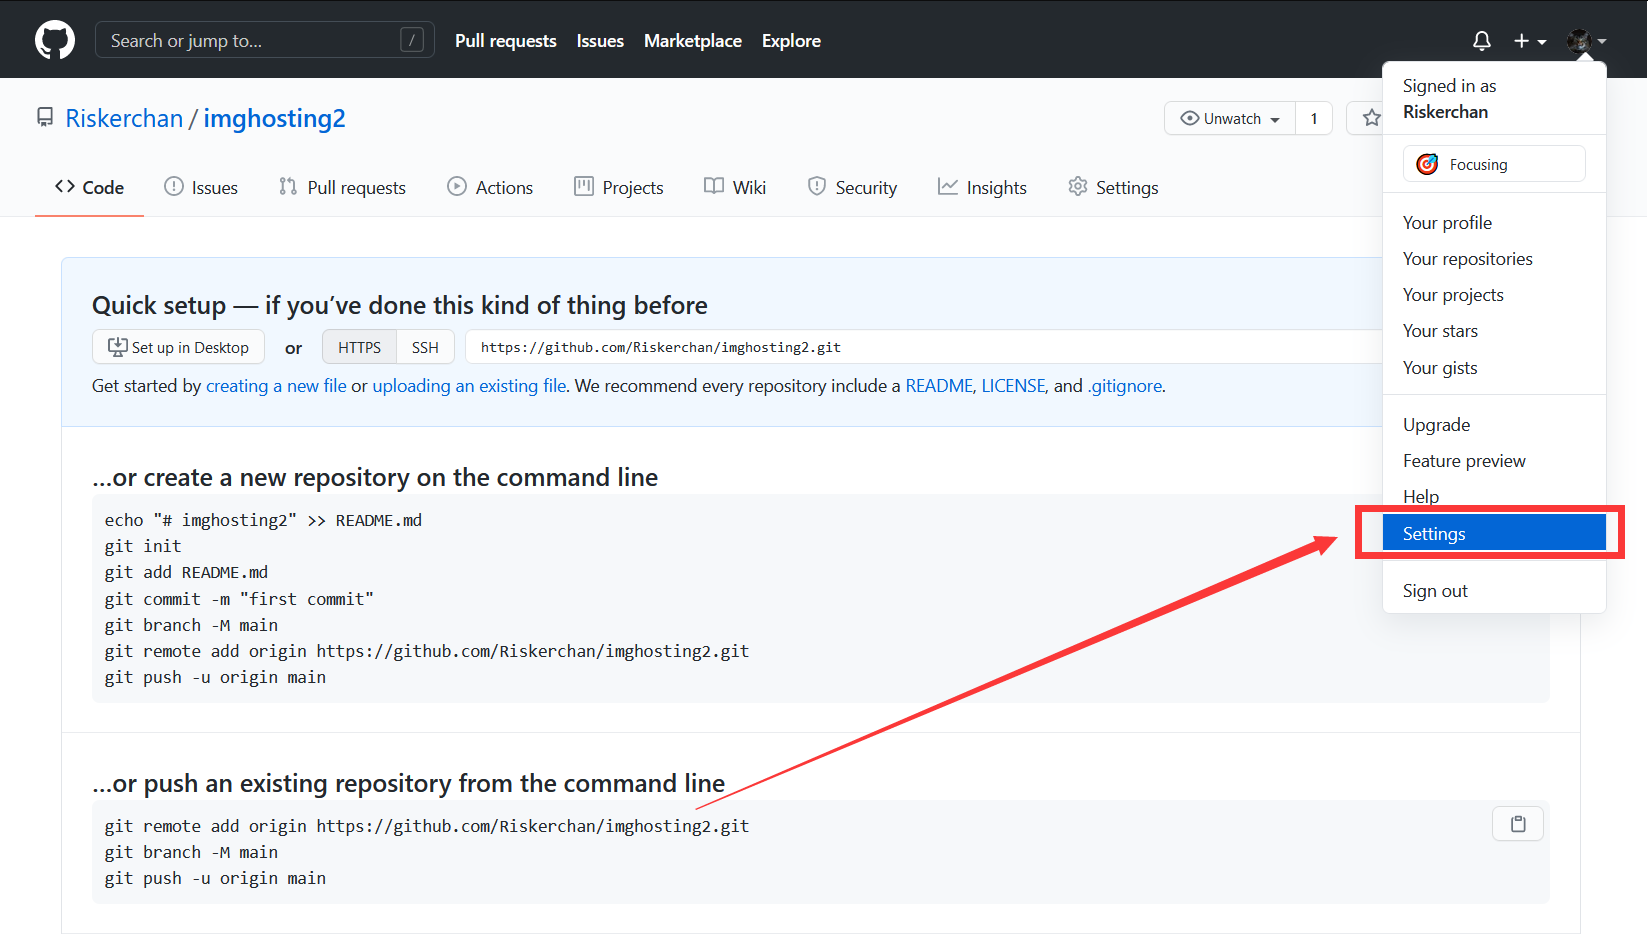 Search or jump to... /
Pull requests Issues Marketplace Explore
Riskerchan / imghosting2
Unwatch 1
Code Issues Pull requests Actions Projects Wiki Security Insights Settings
Signed in as
Riskerchan
Focusing
Your profile
Your repositories
Your projects
Your stars
Your gists
Upgrade
Feature preview
Help
Settings
Sign out
Quick setup — if you’ve done this kind of thing before
Set up in Desktop or HTTPS SSH https://github.com/Riskerchan/imghosting2.git
Get started by creating a new file or uploading an existing file. We recommend every repository include a README, LICENSE, and .gitignore.
…or create a new repository on the command line
echo "# imghosting2" >> README.md
git init
git add README.md
git commit -m "first commit"
git branch -M main
git remote add origin https://github.com/Riskerchan/imghosting2.git
git push -u origin main
…or push an existing repository from the command line
git remote add origin https://github.com/Riskerchan/imghosting2.git
git branch -M main
git push -u origin main